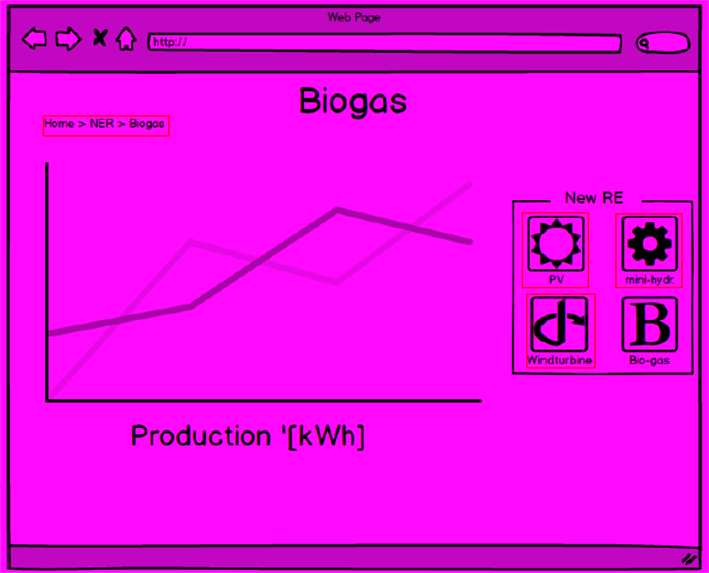 Web Page
http://
Biogas
Home > NER > Biogas
New RE
PV
mini-hydr.
Windturbine
B
Bio-gas
Production '[kWh]